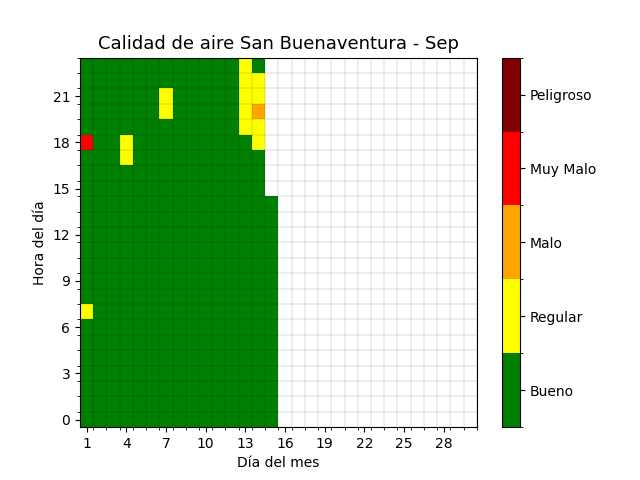 Calidad de aire San Buenaventura - Sep
Hora del día
21
18
15
12
9
6
3
0
1 4 7 10 13 16 19 22 25 28
Día del mes
Peligroso
Muy Malo
Malo
Regular
Bueno